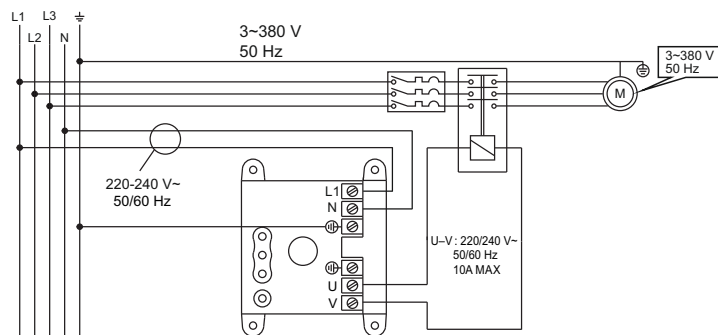 L1
L2
L3
N
3~380 V
50 Hz
3~380 V
50 Hz
M
220-240 V~
50/60 Hz
L1
N
U
V
U–V : 220/240 V~
50/60 Hz
10A MAX